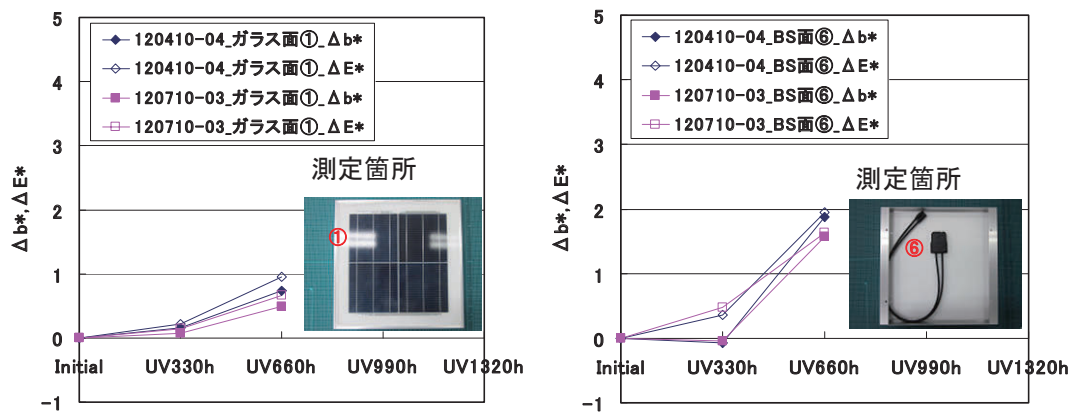 5
4
3
2
1
0
−1
Δb*,ΔE*
120410-04_ガラス面①_Δb*
120410-04_ガラス面①_ΔE*
120710-03_ガラス面①_Δb*
120710-03_ガラス面①_ΔE*
測定箇所
①
Initial UV330h UV660h UV990h UV1320h
5
4
3
2
1
0
−1
Δb*,ΔE*
120410-04_BS面⑥_Δb*
120410-04_BS面⑥_ΔE*
120710-03_BS面⑥_Δb*
120710-03_BS面⑥_ΔE*
測定箇所
⑥
Initial UV330h UV660h UV990h UV1320h